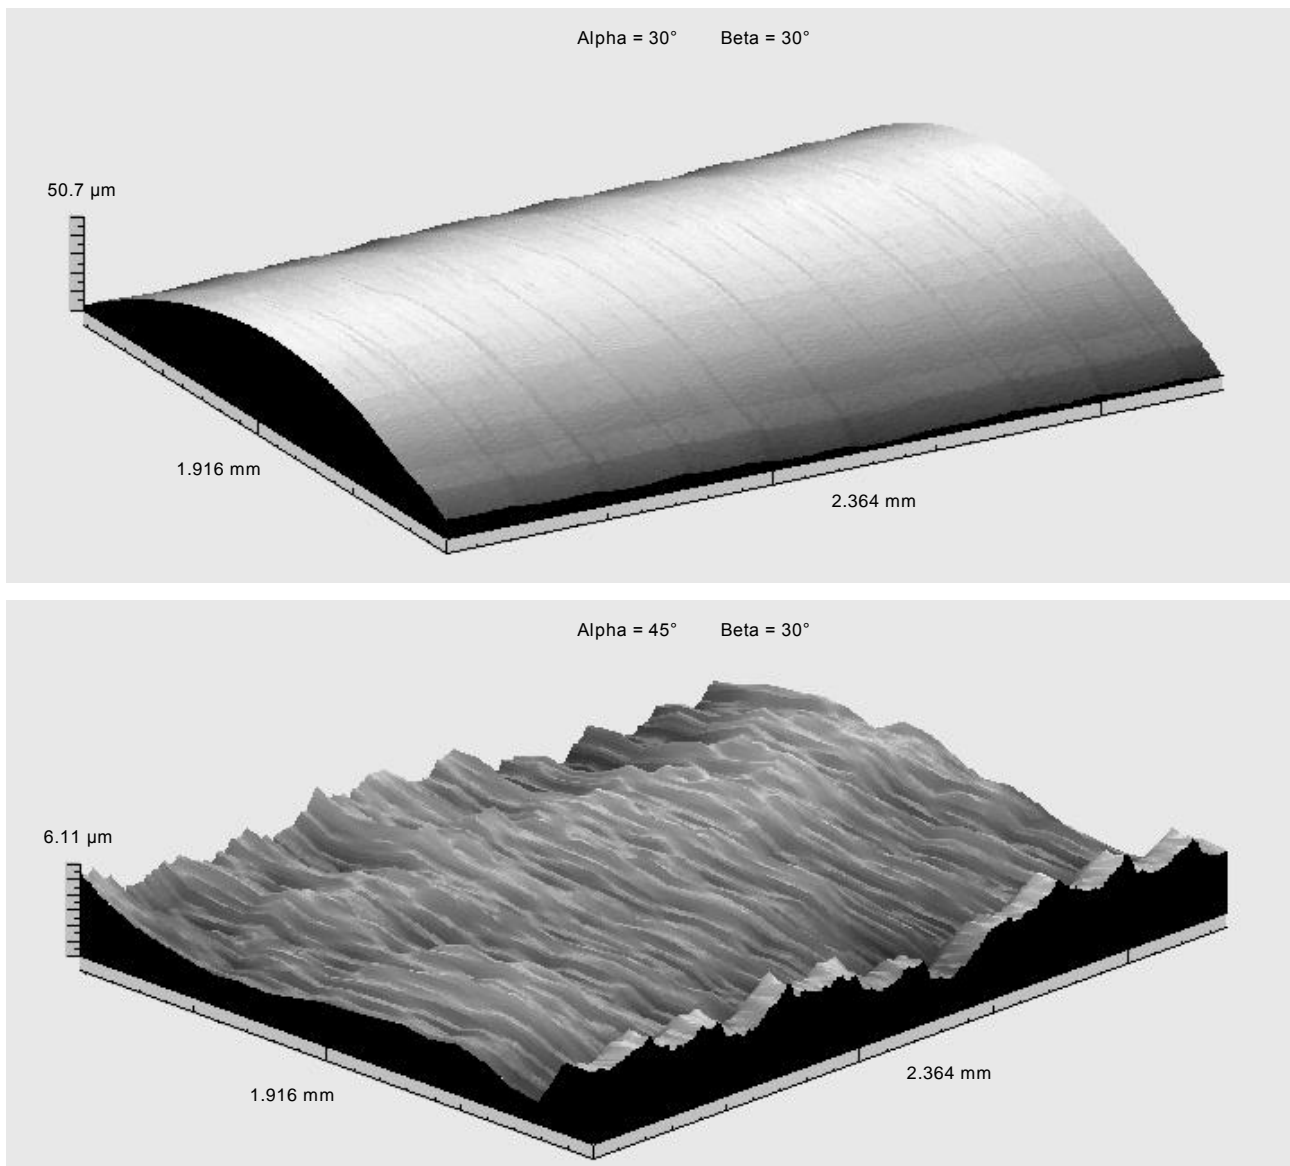 Alpha = 30° Beta = 30°
50.7 µm
1.916 mm
2.364 mm
Alpha = 45° Beta = 30°
6.11 µm
2.364 mm
1.916 mm